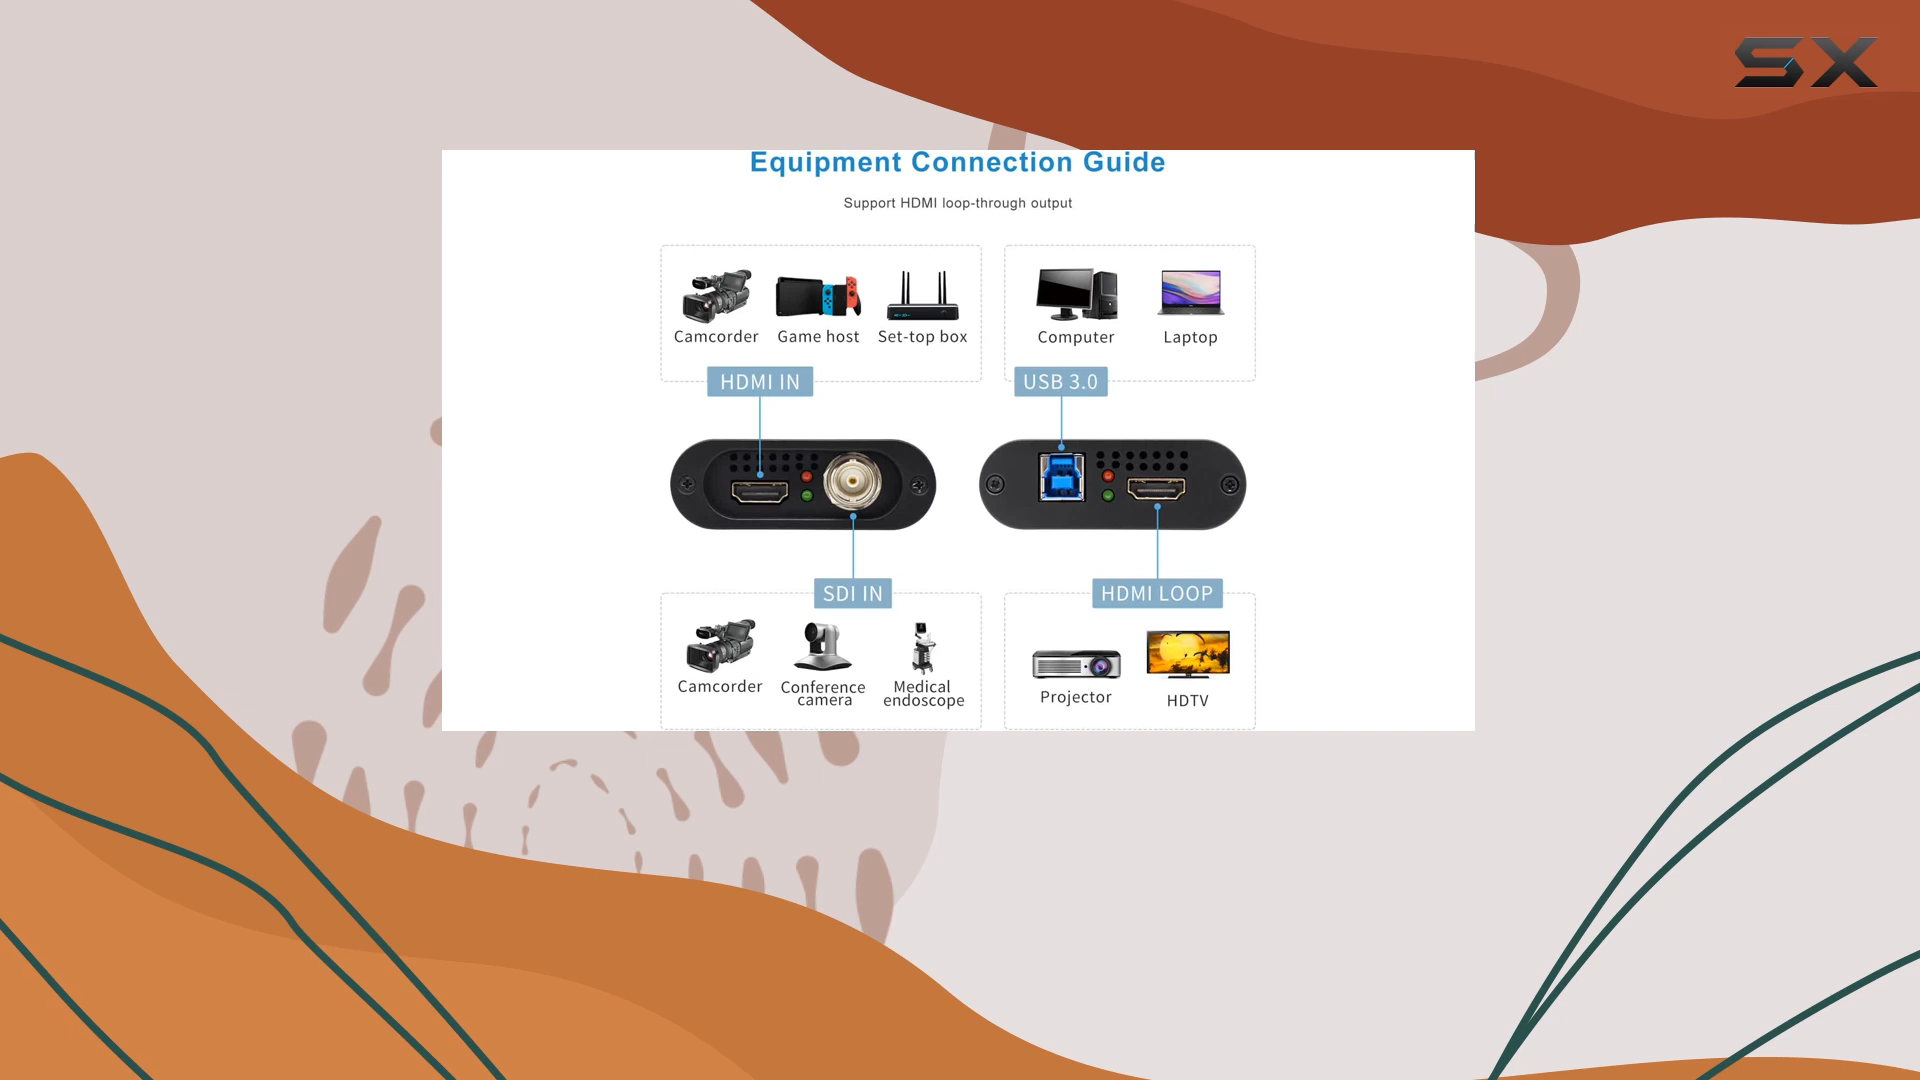 SX
Equipment Connection Guide
Support HDMI loop-through output
Camcorder
Game host
Set-top box
Computer
Laptop
HDMI IN
USB 3.0
SDI IN
HDMI LOOP
Camcorder
Conference
camera
Medical
endoscope
Projector
HDTV